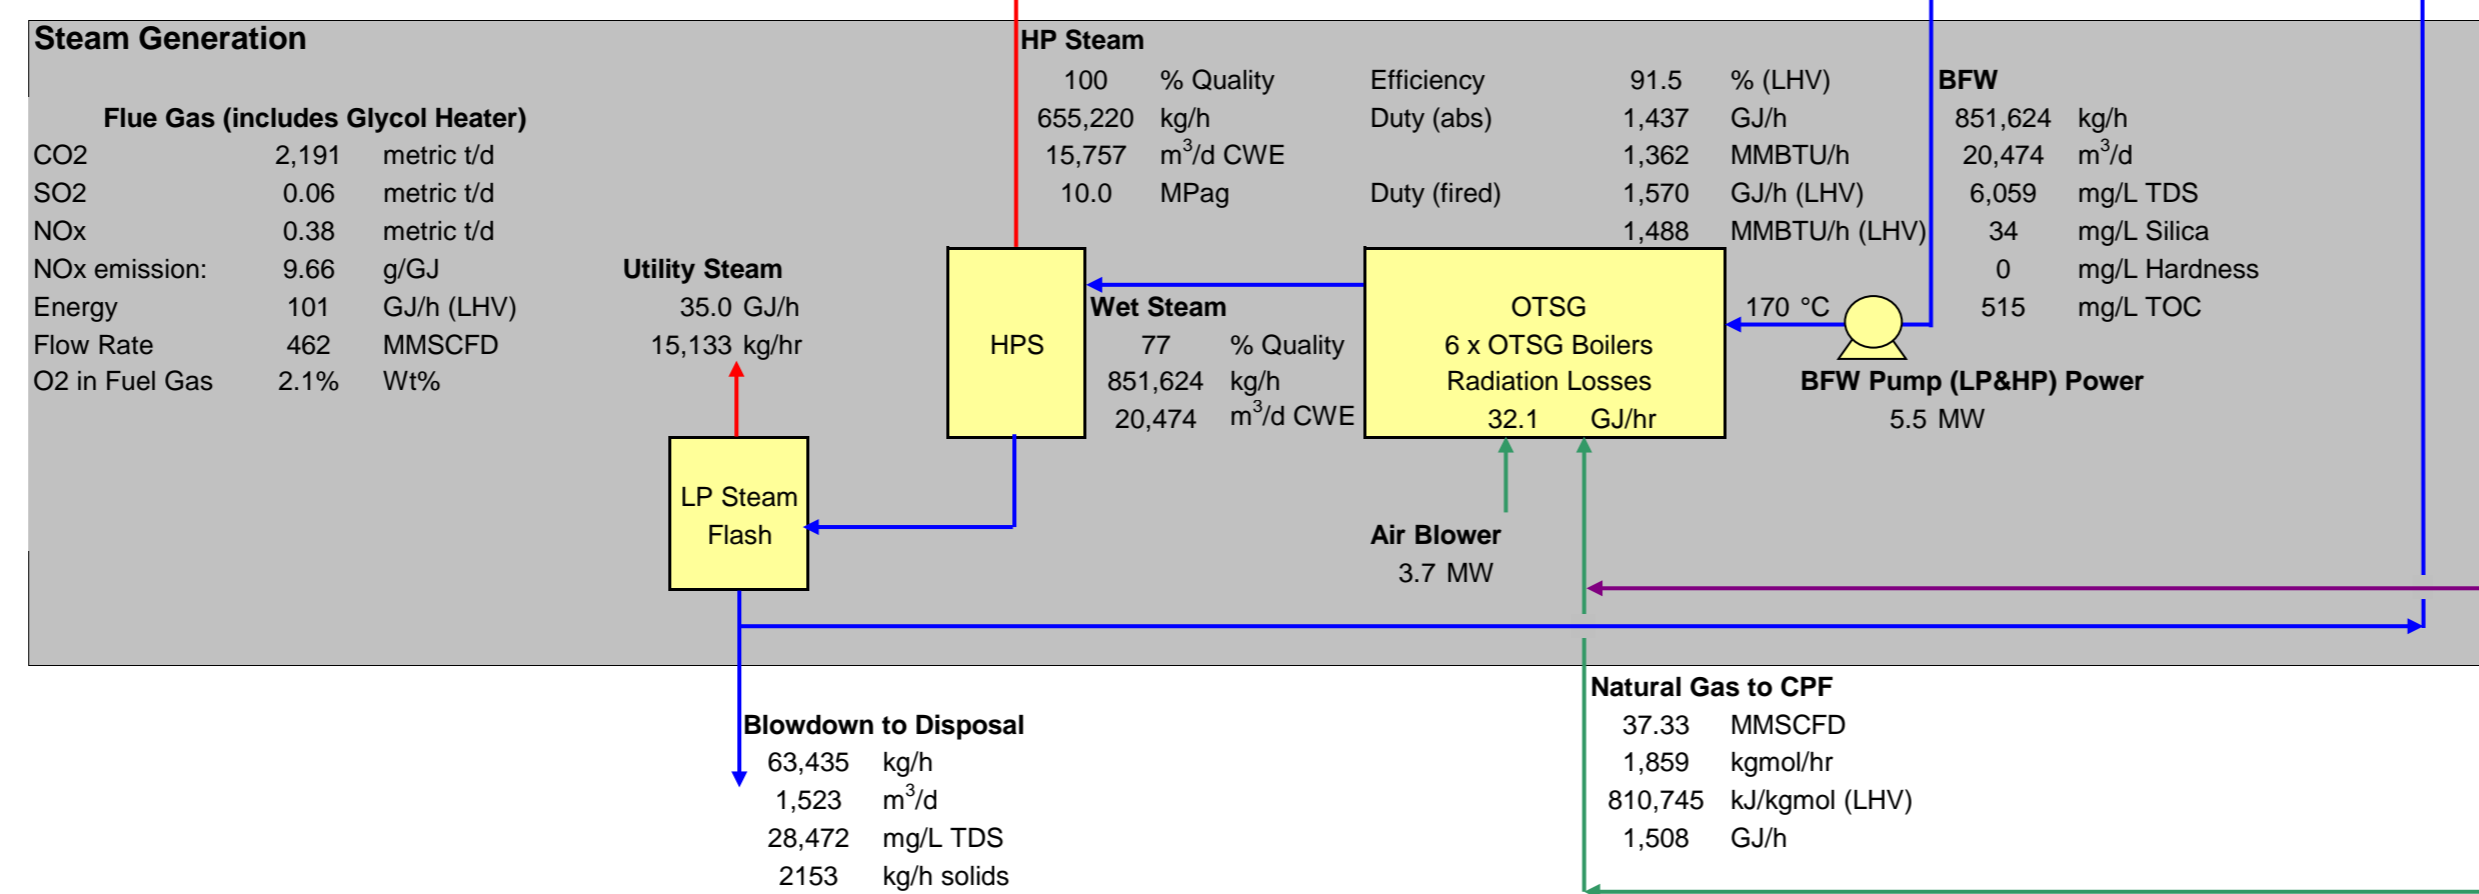 Steam Generation
Flue Gas (includes Glycol Heater)
CO2 2,191 metric t/d
SO2 0.06 metric t/d
NOx 0.38 metric t/d
NOx emission: 9.66 g/GJ
Energy 101 GJ/h (LHV)
Flow Rate 462 MMSCFD
O2 in Fuel Gas 2.1% Wt%
Utility Steam
35.0 GJ/h
15,133 kg/hr
LP Steam
Flash
HP Steam
100 % Quality
655,220 kg/h
15,757 m³/d CWE
10.0 MPag
HPS
Wet Steam
77 % Quality
851,624 kg/h
20,474 m³/d CWE
Efficiency 91.5 % (LHV)
Duty (abs) 1,437 GJ/h
1,362 MMBTU/h
Duty (fired) 1,570 GJ/h (LHV)
1,488 MMBTU/h (LHV)
OTSG
6 x OTSG Boilers
Radiation Losses
32.1 GJ/hr
170 °C
BFW
851,624 kg/h
20,474 m³/d
6,059 mg/L TDS
34 mg/L Silica
0 mg/L Hardness
515 mg/L TOC
BFW Pump (LP&HP) Power
5.5 MW
Air Blower
3.7 MW
Blowdown to Disposal
63,435 kg/h
1,523 m³/d
28,472 mg/L TDS
2153 kg/h solids
Natural Gas to CPF
37.33 MMSCFD
1,859 kgmol/hr
810,745 kJ/kgmol (LHV)
1,508 GJ/h